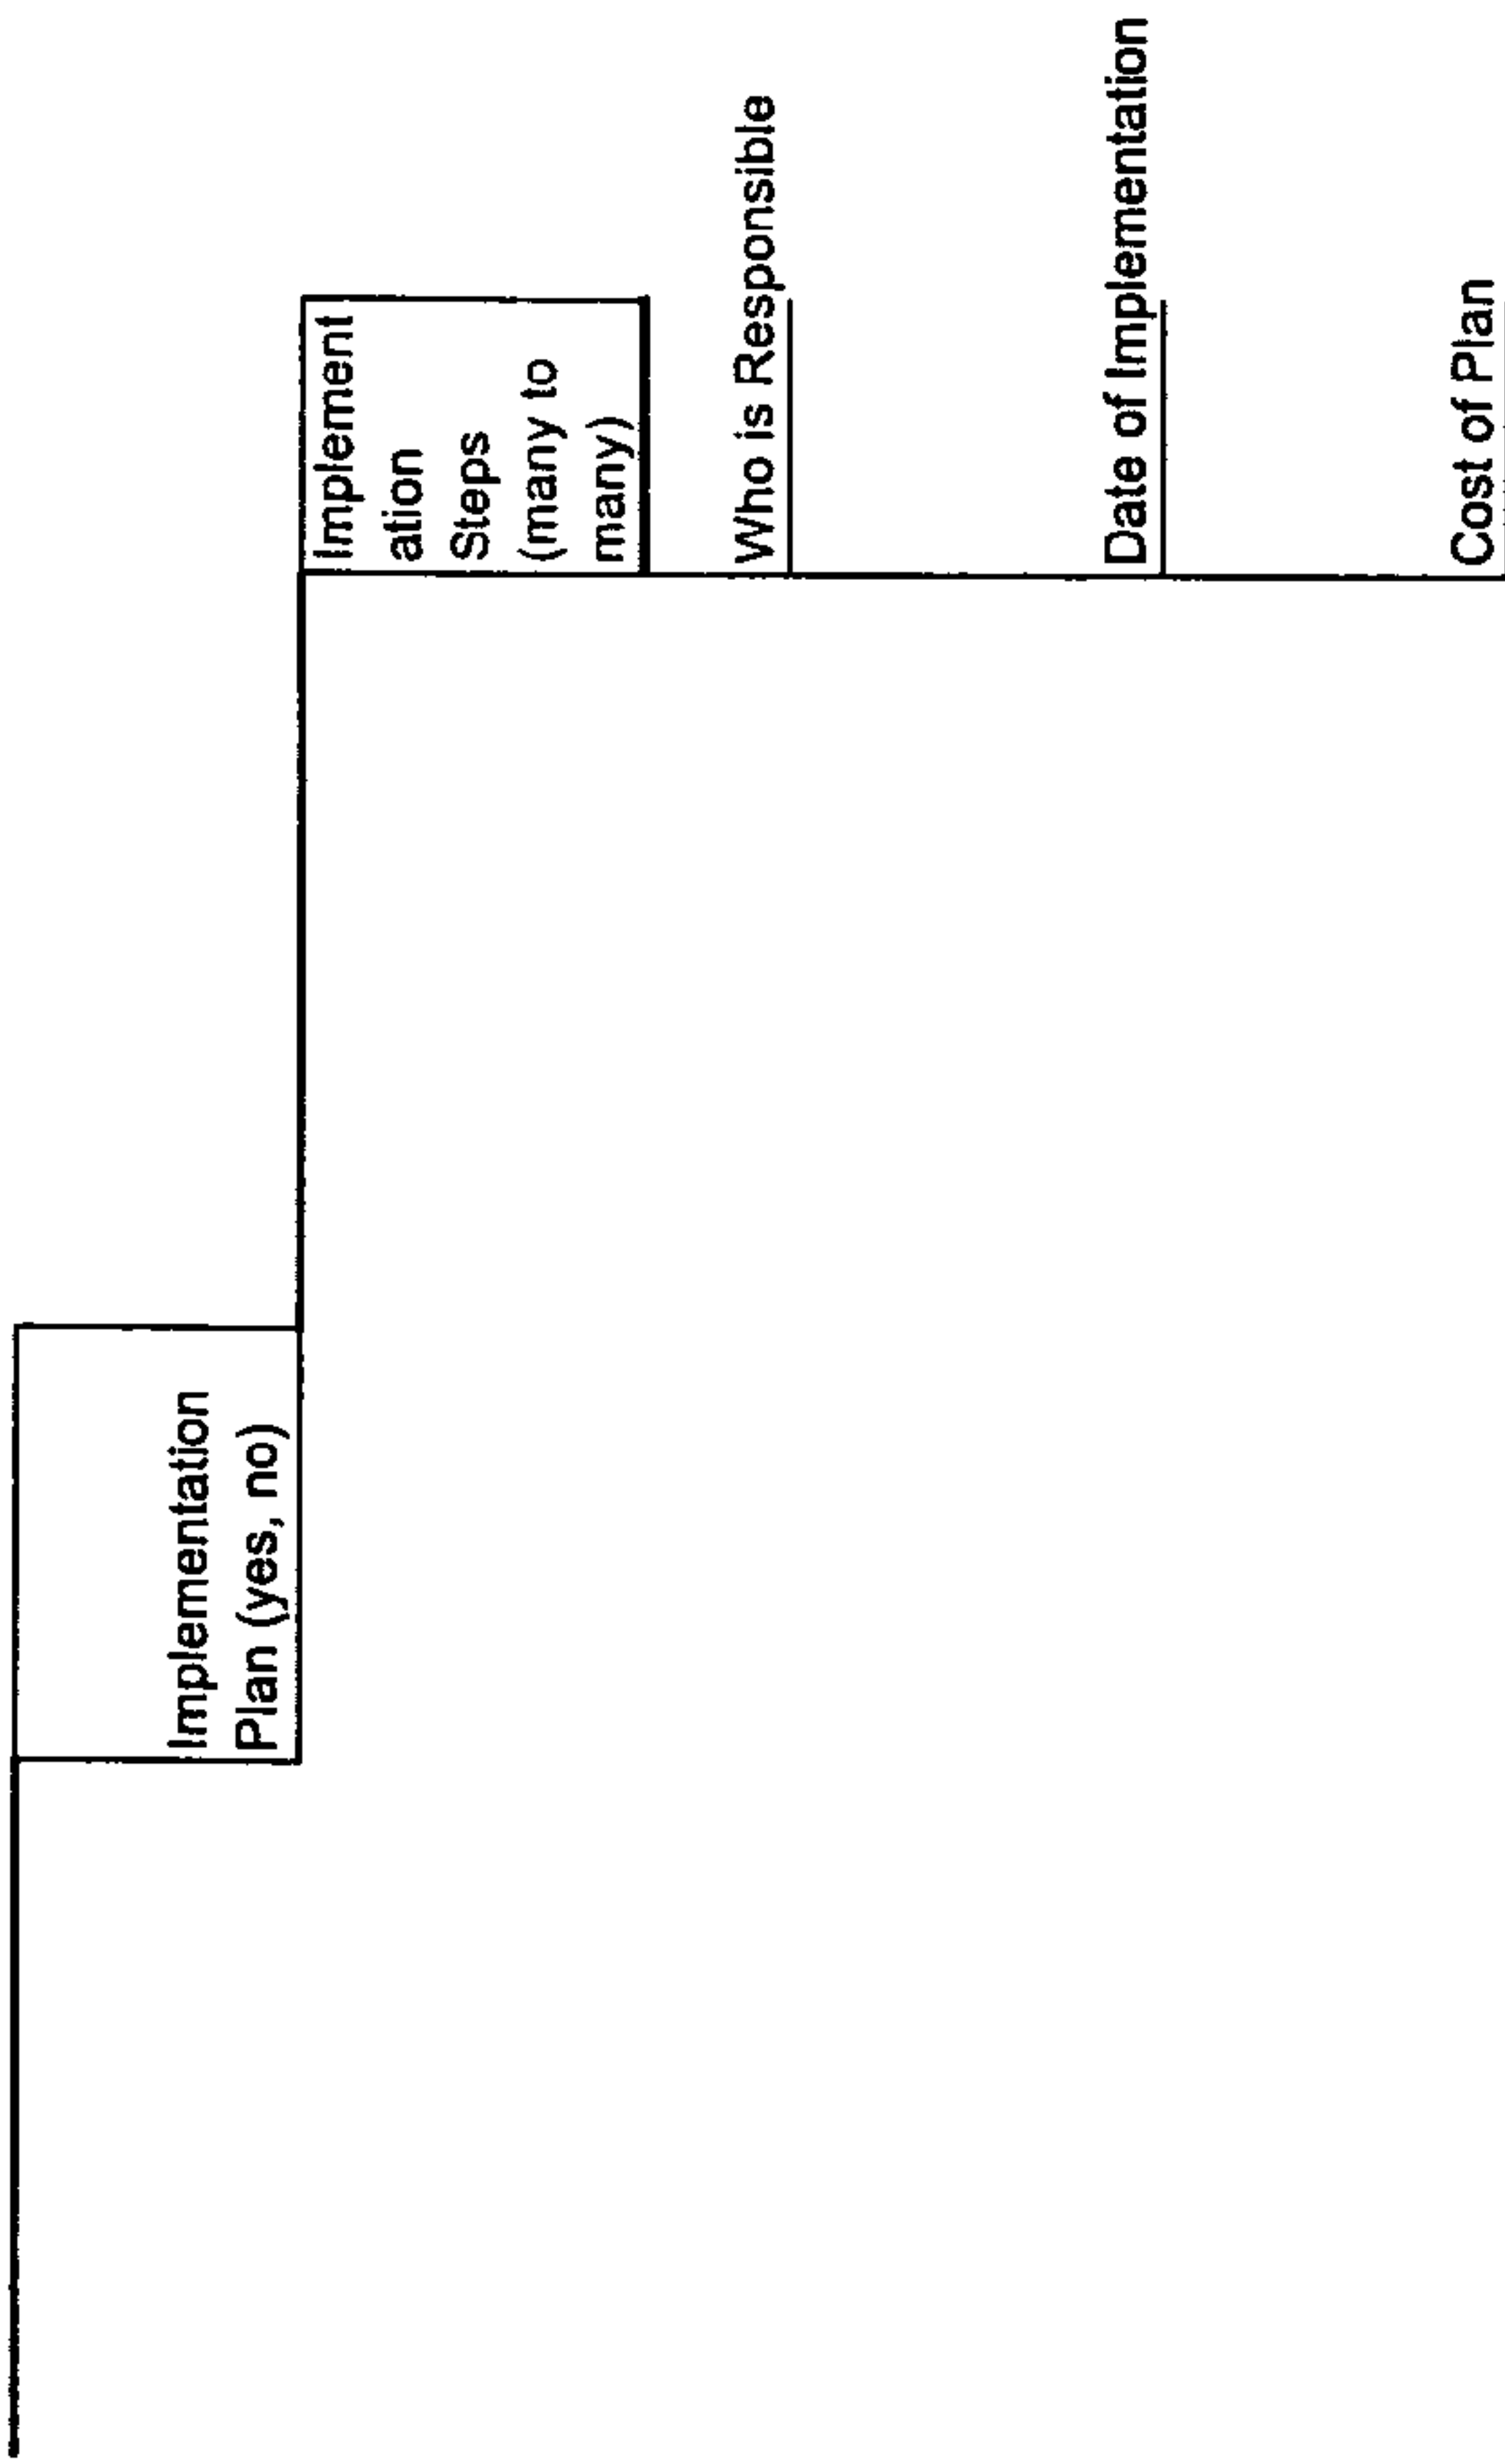 Implementation
Plan (yes, no)
Implement
ation
Steps
(many to
many)
Who is Responsible
Date of Implementation
Cost of Plan